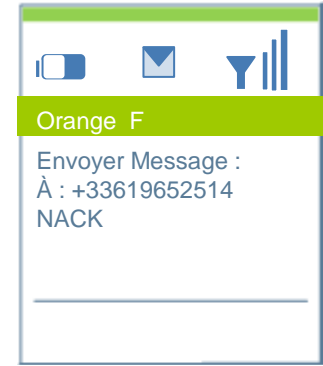 Orange F
Envoyer Message :
À : +33619652514
NACK